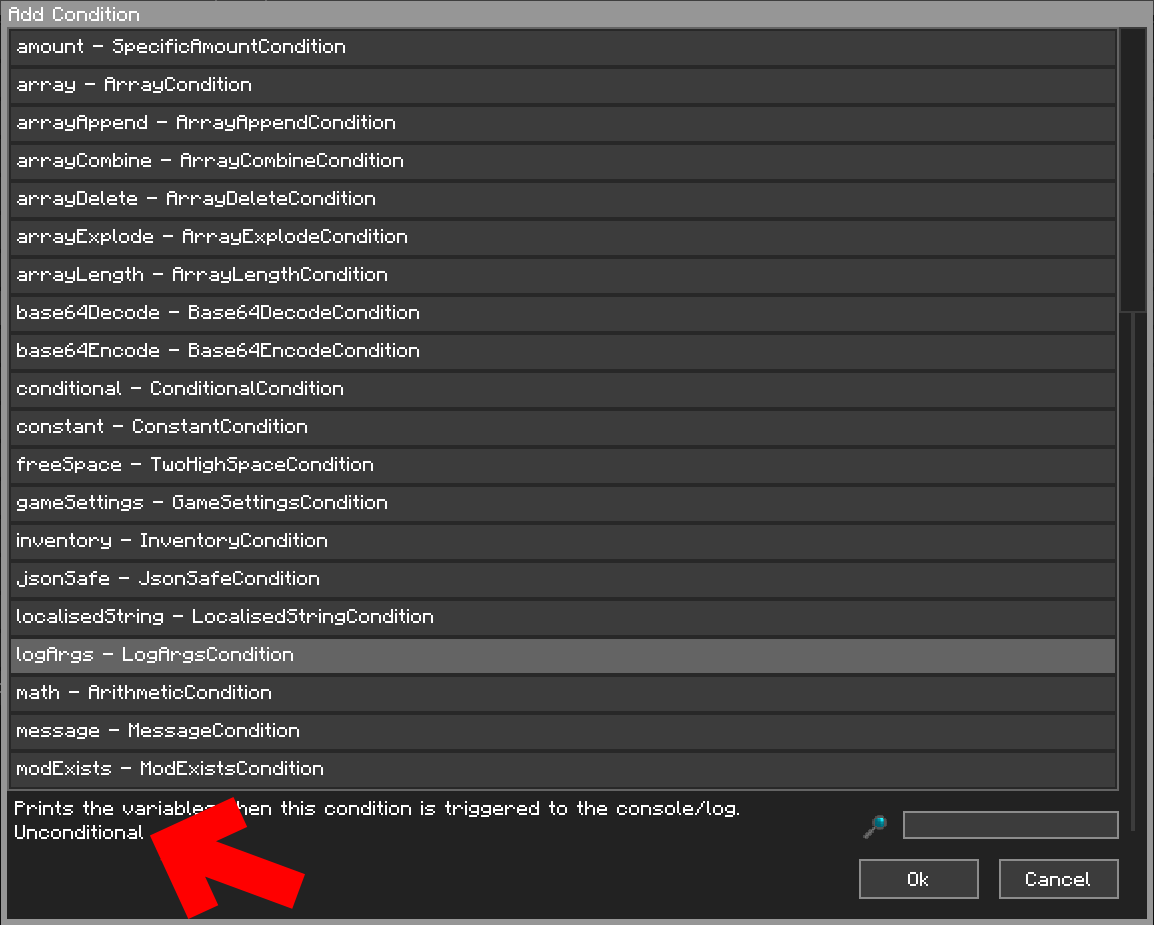 Add Condition
amount - SpecificAmountCondition
array - ArrayCondition
arrayAppend - ArrayAppendCondition
arrayCombine - ArrayCombineCondition
arrayDelete - ArrayDeleteCondition
arrayExplode - ArrayExplodeCondition
arrayLength - ArrayLengthCondition
base64Decode - Base64DecodeCondition
base64Encode - Base64EncodeCondition
conditional - ConditionalCondition
constant - ConstantCondition
freeSpace - TwoHighSpaceCondition
gameSettings - GameSettingsCondition
inventory - InventoryCondition
jsonSafe - JsonSafeCondition
localisedString - LocalisedStringCondition
logArgs - LogArgsCondition
math - ArithmeticCondition
message - MessageCondition
modExists - ModExistsCondition
Prints the variables hen this condition is triggered to the console/log.
Unconditional
Ok
Cancel